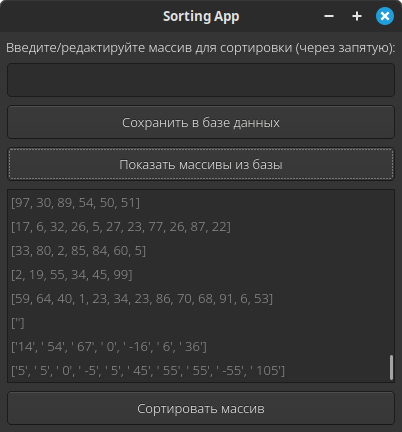 Sorting App
Введите/редактируйте массив для сортировки (через запятую):
Сохранить в базе данных
Показать массивы из базы
[97, 30, 89, 54, 50, 51]
[17, 6, 32, 26, 5, 27, 23, 77, 26, 87, 22]
[33, 80, 2, 85, 84, 60, 5]
[2, 19, 55, 34, 45, 99]
[59, 64, 40, 1, 23, 34, 23, 86, 70, 68, 91, 6, 53]
['']
['14', ' 54', ' 67', ' 0', ' -16', ' 6', ' 36']
['5', ' 5', ' 0', ' -5', ' 5', ' 45', ' 55', ' 55', ' -55', ' 105']
Сортировать массив